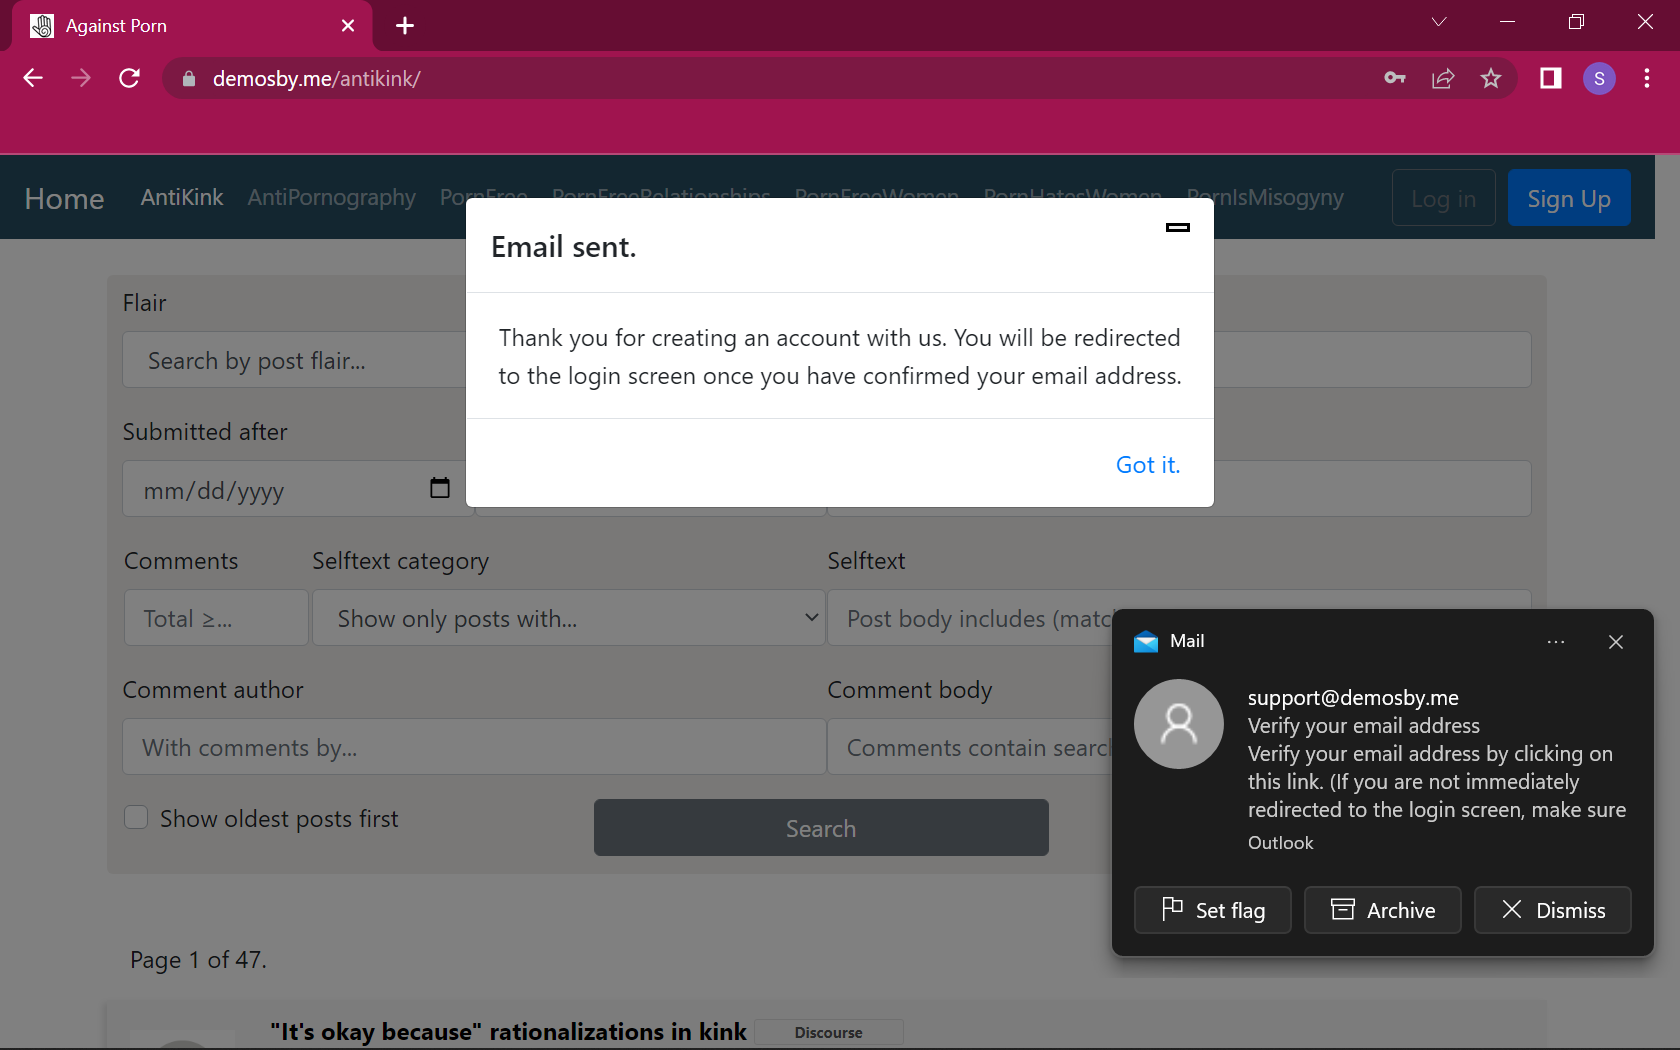 Against Porn
demosby.me/antikink/
S
Home AntiKink AntiPornography PornFree PornFreeRelationships PornFreeWomen PornHatesWomen PornIsMisogyny Log in Sign Up
Email sent.
Thank you for creating an account with us. You will be redirected
to the login screen once you have confirmed your email address.
Got it.
Flair
Search by post flair...
Submitted after
mm/dd/yyyy
Comments Selftext category Selftext
Total ≥... Show only posts with... Post body includes
Comment author Comment body
With comments by... Comments contain
Show oldest posts first
Search
Mail
support@demosby.me
Verify your email address
Verify your email address by clicking on
this link. (If you are not immediately
redirected to the login screen, make sure
Outlook
Set flag Archive Dismiss
Page 1 of 47.
"It's okay because" rationalizations in kink Discourse